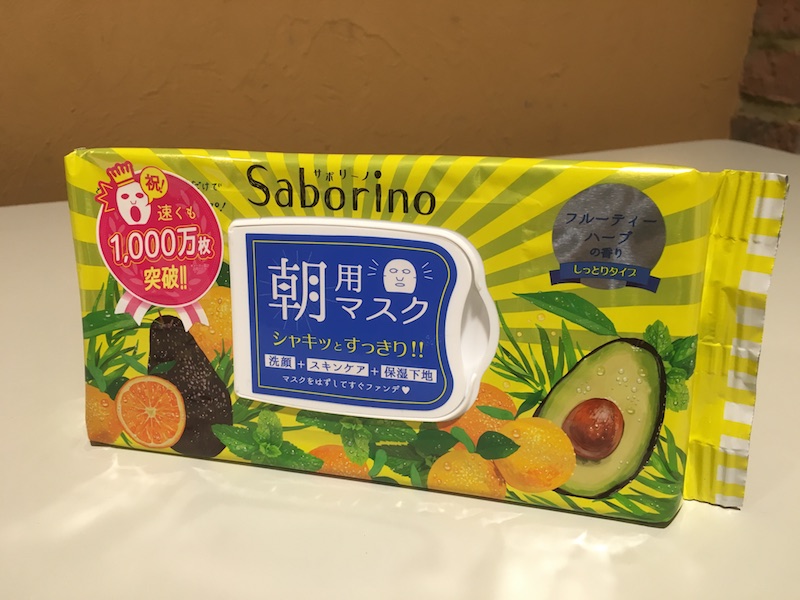 サボリーノ
Saborino
祝!
速くも
1,000万枚
突破!!
朝用マスク
シャキッとすっきり!!
洗顔+スキンケア+保湿下地
マスクをはずしてすぐファンデ♥
フルーティー
ハーブ
の香り
しっとりタイプ